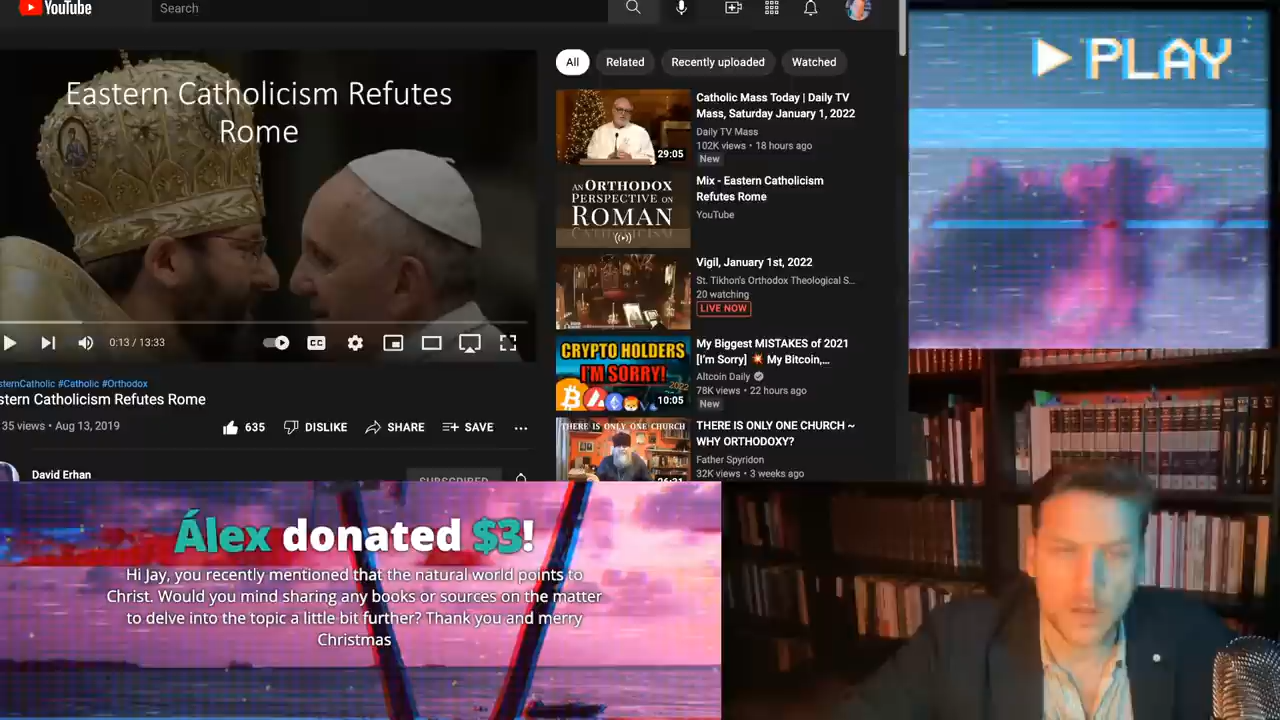 YouTube
Search
Eastern Catholicism Refutes
Rome
0:13 / 13:33
CC
sternCatholic #Catholic #Orthodox
stern Catholicism Refutes Rome
35 views • Aug 13, 2019
635
DISLIKE
SHARE
SAVE
David Erhan
SUBSCRIBED
All
Related
Recently uploaded
Watched
29:05
Catholic Mass Today | Daily TV
Mass, Saturday January 1, 2022
Daily TV Mass
102K views • 18 hours ago
New
AN ORTHODOX
PERSPECTIVE ON
ROMAN
CATHOLICISM
Mix - Eastern Catholicism
Refutes Rome
YouTube
Vigil, January 1st, 2022
St. Tikhon's Orthodox Theological S...
20 watching
LIVE NOW
CRYPTO HOLDERS
I'M SORRY!
2022
10:05
My Biggest MISTAKES of 2021
[I'm Sorry] 💥 My Bitcoin,...
Altcoin Daily
78K views • 22 hours ago
New
THERE IS ONLY ONE CHURCH
THERE IS ONLY ONE CHURCH ~
WHY ORTHODOXY?
Father Spyridon
32K views • 3 weeks ago
PLAY
Álex donated $3!
Hi Jay, you recently mentioned that the natural world points to
Christ. Would you mind sharing any books or sources on the matter
to delve into the topic a little bit further? Thank you and merry
Christmas